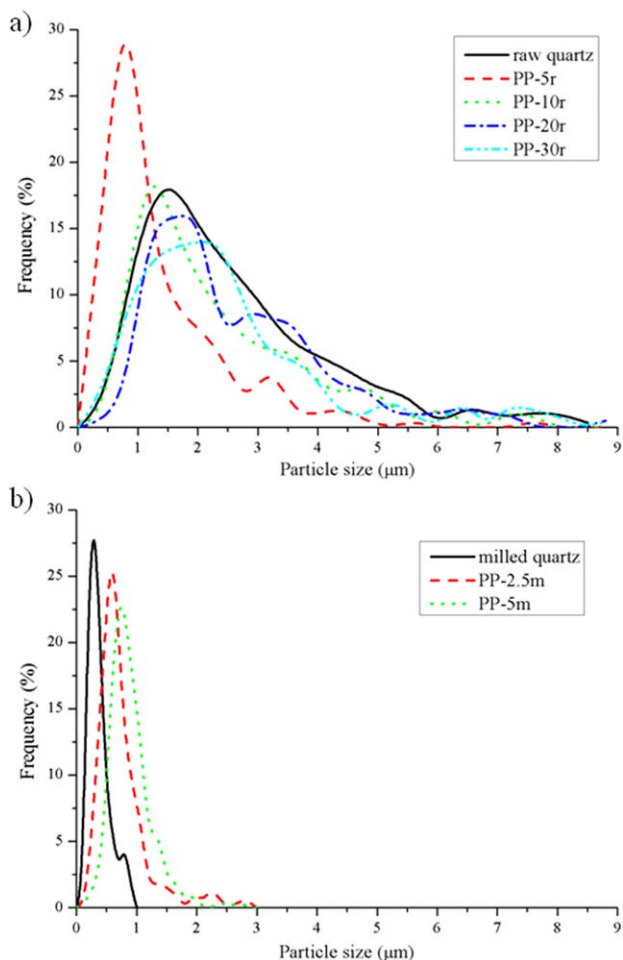 a)
30
25
20
15
10
5
0
Frequency (%)
raw quartz
PP-5r
PP-10r
PP-20r
PP-30r
0 1 2 3 4 5 6 7 8 9
Particle size (μm)
b)
30
25
20
15
10
5
0
Frequency (%)
milled quartz
PP-2.5m
PP-5m
0 1 2 3 4 5 6 7 8 9
Particle size (μm)